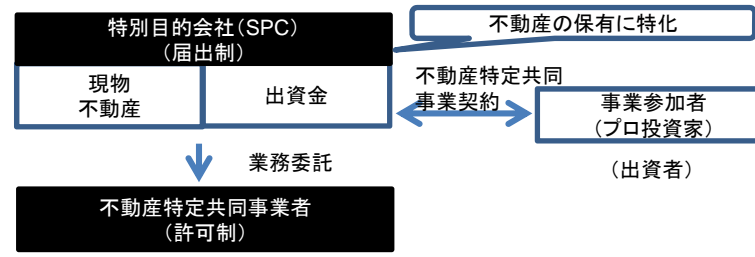 特別目的会社(SPC)
（届出制）
不動産の保有に特化
現物
不動産
出資金
不動産特定共同
事業契約
事業参加者
（プロ投資家）
（出資者）
業務委託
不動産特定共同事業者
（許可制）